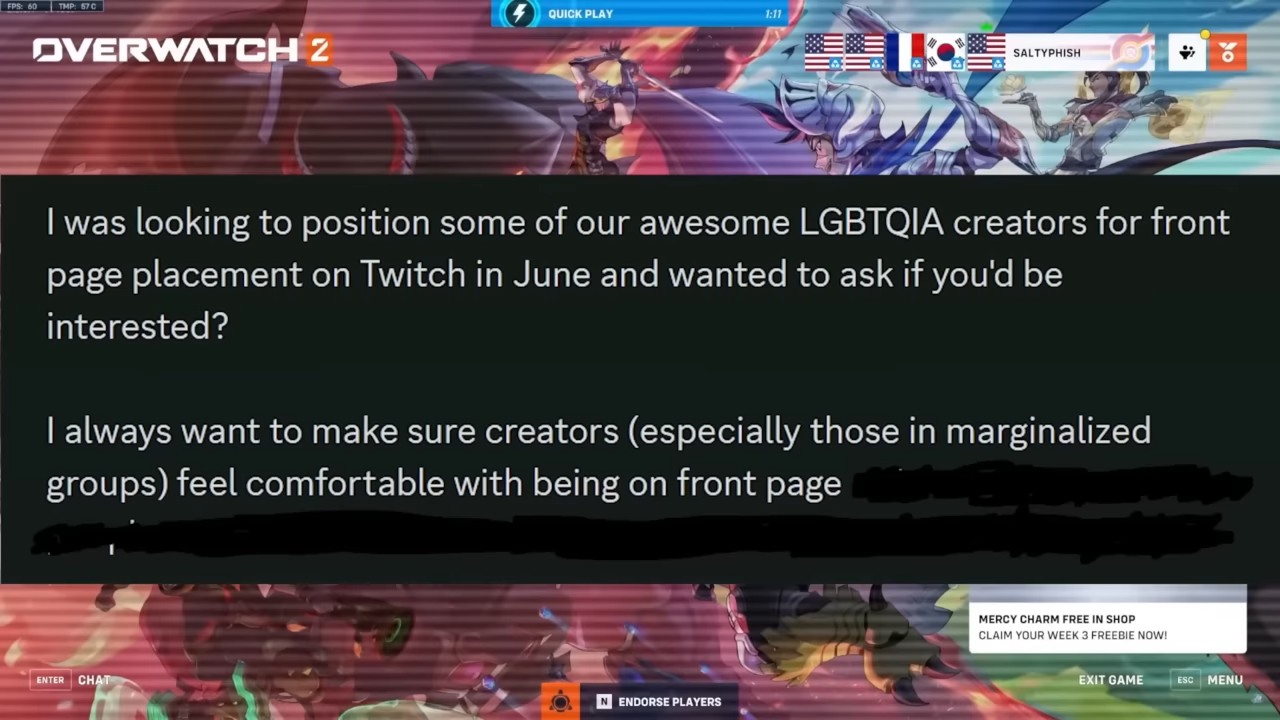 FPS: 60 TMP: 57 C
QUICK PLAY 1:11
OVERWATCH 2
SALTYPHISH
I was looking to position some of our awesome LGBTQIA creators for front
page placement on Twitch in June and wanted to ask if you'd be
interested?
I always want to make sure creators (especially those in marginalized
groups) feel comfortable with being on front page
MERCY CHARM FREE IN SHOP
CLAIM YOUR WEEK 3 FREEBIE NOW!
ENTER CHAT
EXIT GAME ESC MENU
N ENDORSE PLAYERS